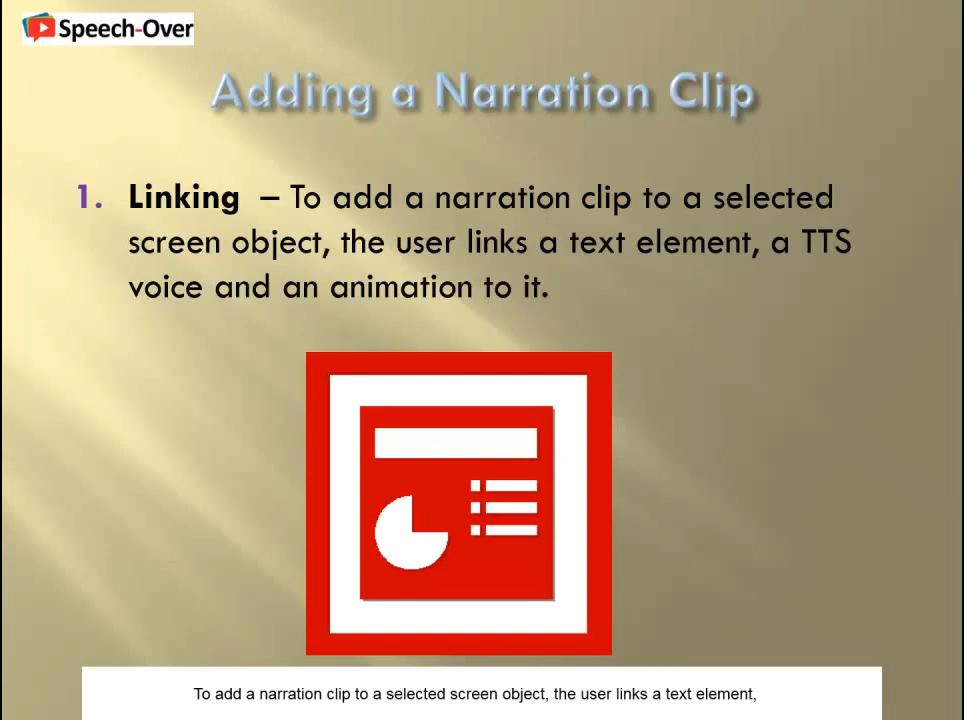 Speech-Over
Adding a Narration Clip
1. Linking – To add a narration clip to a selected
screen object, the user links a text element, a TTS
voice and an animation to it.
To add a narration clip to a selected screen object, the user links a text element,